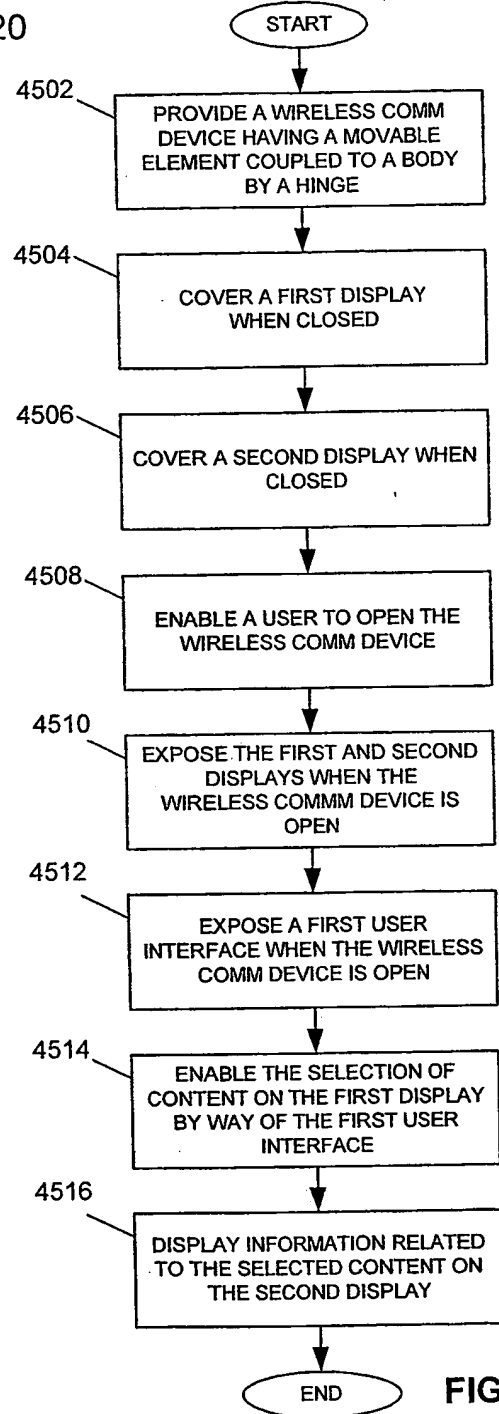 20
START
4502
PROVIDE A WIRELESS COMM
DEVICE HAVING A MOVABLE
ELEMENT COUPLED TO A BODY
BY A HINGE
4504
COVER A FIRST DISPLAY
WHEN CLOSED
4506
COVER A SECOND DISPLAY WHEN
CLOSED
4508
ENABLE A USER TO OPEN THE
WIRELESS COMM DEVICE
4510
EXPOSE THE FIRST AND SECOND
DISPLAYS WHEN THE
WIRELESS COMMM DEVICE IS
OPEN
4512
EXPOSE A FIRST USER
INTERFACE WHEN THE WIRELESS
COMM DEVICE IS OPEN
4514
ENABLE THE SELECTION OF
CONTENT ON THE FIRST DISPLAY
BY WAY OF THE FIRST USER
INTERFACE
4516
DISPLAY INFORMATION RELATED
TO THE SELECTED CONTENT ON
THE SECOND DISPLAY
END
FIG